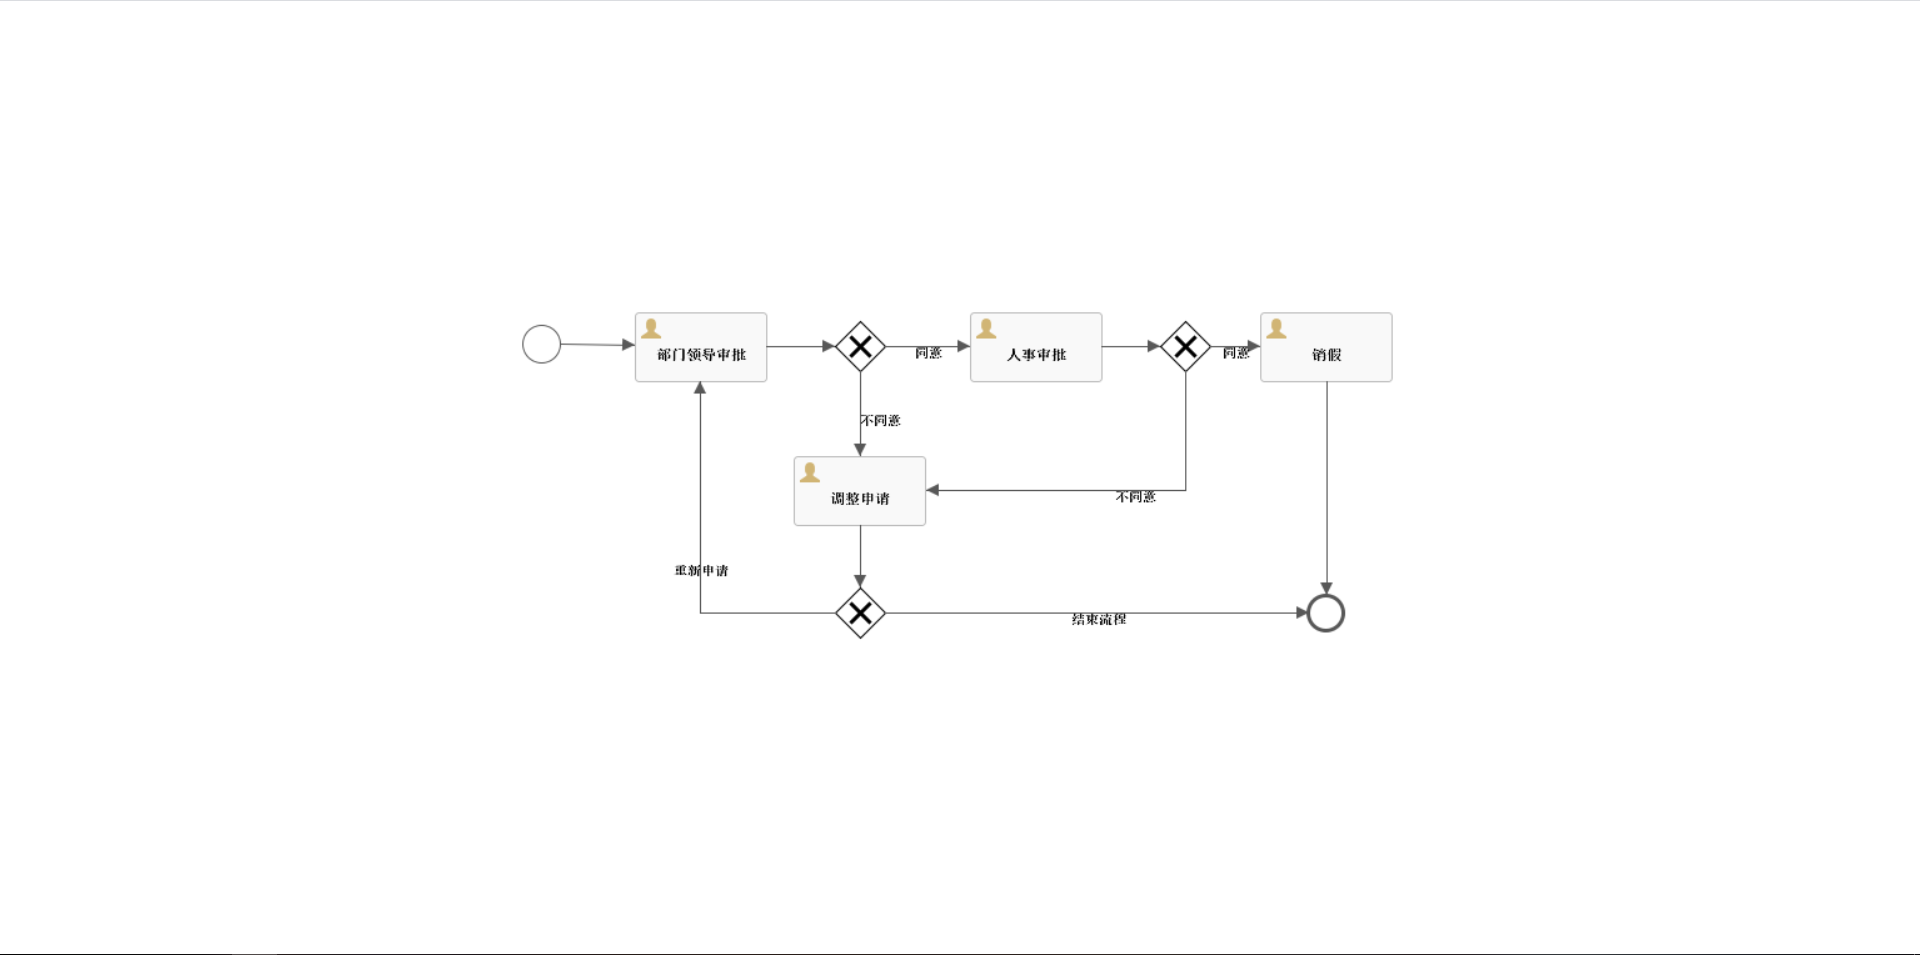 部门领导审批
同意
人事审批
同意
销假
不同意
调整申请
不同意
重新申请
结束流程